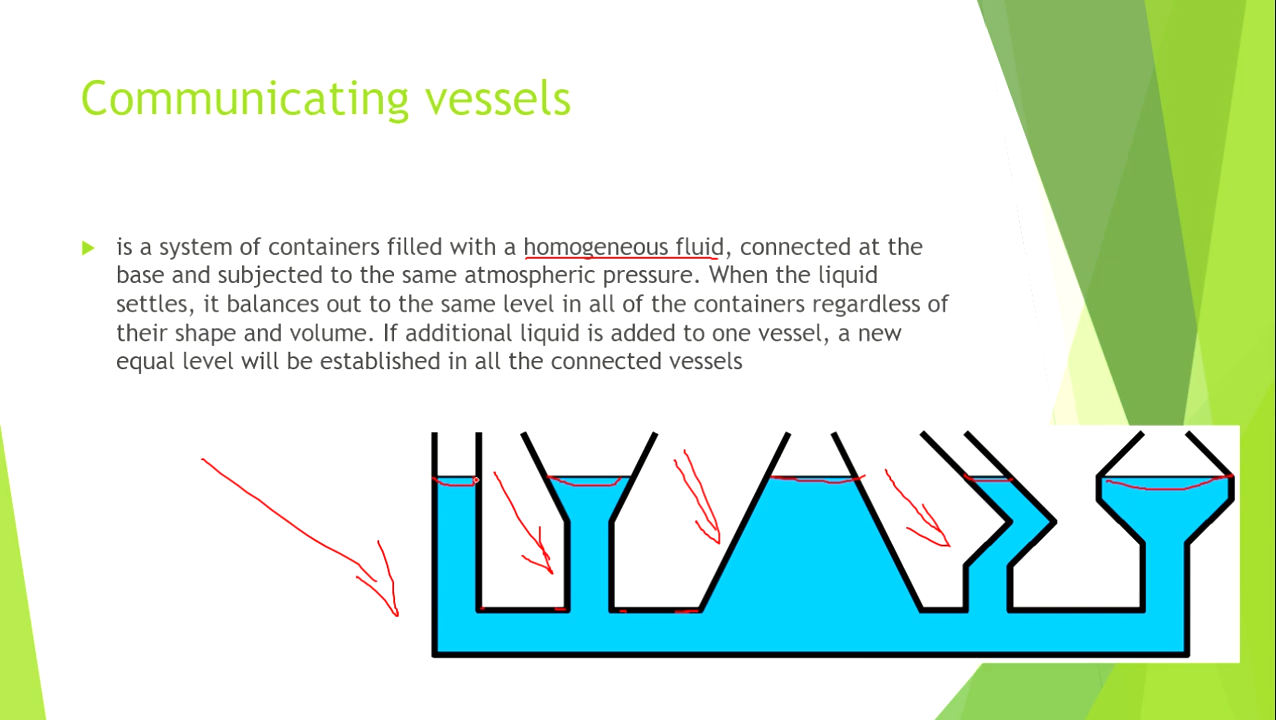 Communicating vessels
is a system of containers filled with a homogeneous fluid, connected at the
base and subjected to the same atmospheric pressure. When the liquid
settles, it balances out to the same level in all of the containers regardless of
their shape and volume. If additional liquid is added to one vessel, a new
equal level will be established in all the connected vessels